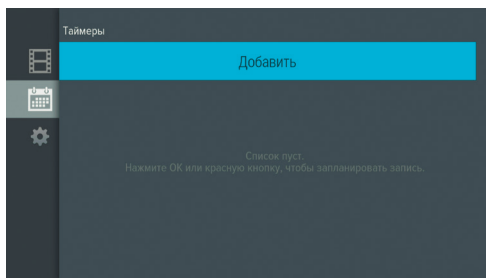 Таймеры
Добавить
Список пуст.
Нажмите ОК или красную кнопку, чтобы запланировать запись.